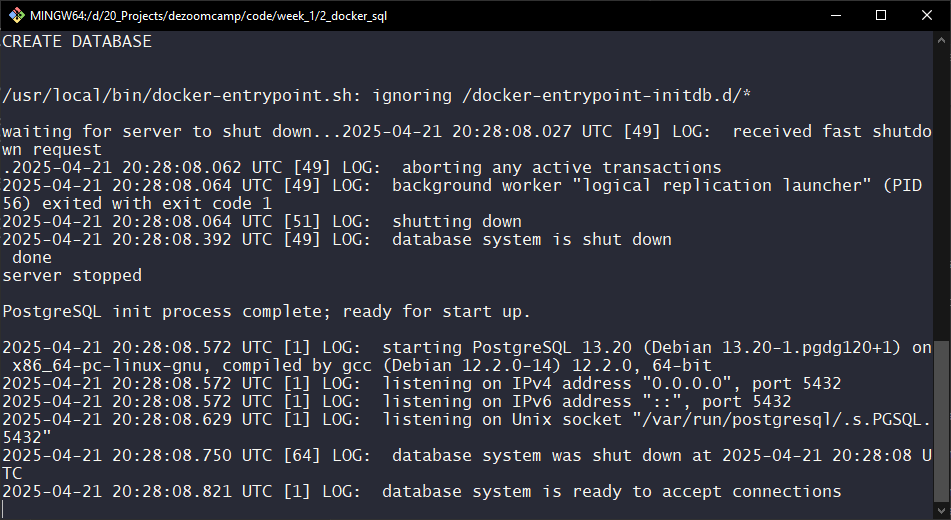 MINGW64:/d/20_Projects/dezoomcamp/code/week_1/2_docker_sql
CREATE DATABASE
/usr/local/bin/docker-entrypoint.sh: ignoring /docker-entrypoint-initdb.d/*
waiting for server to shut down...2025-04-21 20:28:08.027 UTC [49] LOG:  received fast shutdo
wn request
.2025-04-21 20:28:08.062 UTC [49] LOG:  aborting any active transactions
2025-04-21 20:28:08.064 UTC [49] LOG:  background worker "logical replication launcher" (PID
56) exited with exit code 1
2025-04-21 20:28:08.064 UTC [51] LOG:  shutting down
2025-04-21 20:28:08.392 UTC [49] LOG:  database system is shut down
 done
server stopped
PostgreSQL init process complete; ready for start up.
2025-04-21 20:28:08.572 UTC [1] LOG:  starting PostgreSQL 13.20 (Debian 13.20-1.pgdg120+1) on
 x86_64-pc-linux-gnu, compiled by gcc (Debian 12.2.0-14) 12.2.0, 64-bit
2025-04-21 20:28:08.572 UTC [1] LOG:  listening on IPv4 address "0.0.0.0", port 5432
2025-04-21 20:28:08.572 UTC [1] LOG:  listening on IPv6 address "::", port 5432
2025-04-21 20:28:08.629 UTC [1] LOG:  listening on Unix socket "/var/run/postgresql/.s.PGSQL.
5432"
2025-04-21 20:28:08.750 UTC [64] LOG:  database system was shut down at 2025-04-21 20:28:08 U
TC
2025-04-21 20:28:08.821 UTC [1] LOG:  database system is ready to accept connections